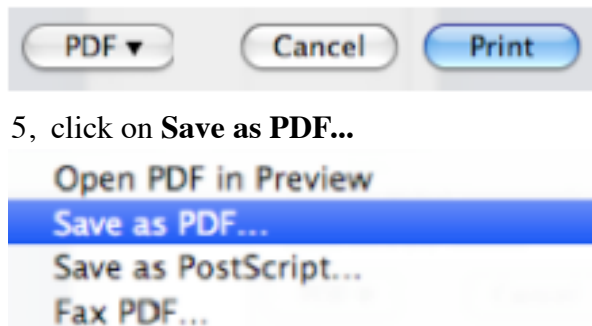 PDF ▼ Cancel Print
5, click on Save as PDF...
Open PDF in Preview
Save as PDF...
Save as PostScript...
Fax PDF...